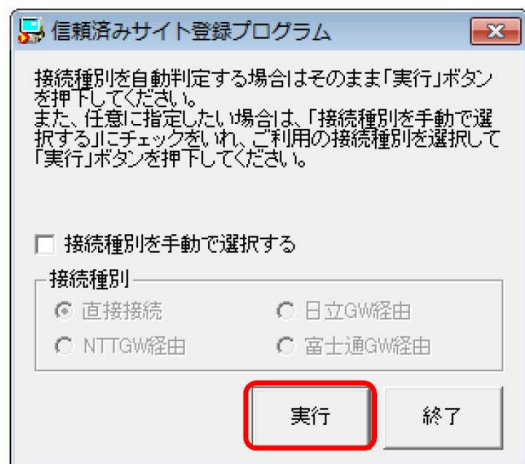 信頼済みサイト登録プログラム
接続種別を自動判定する場合はそのまま「実行」ボタン
を押下してください。
また、任意に指定したい場合は、「接続種別を手動で選
択する」にチェックをいれ、ご利用の接続種別を選択して
「実行」ボタンを押下してください。
接続種別を手動で選択する
接続種別
直接接続 日立GW経由
NTTGW経由 富士通GW経由
実行 終了